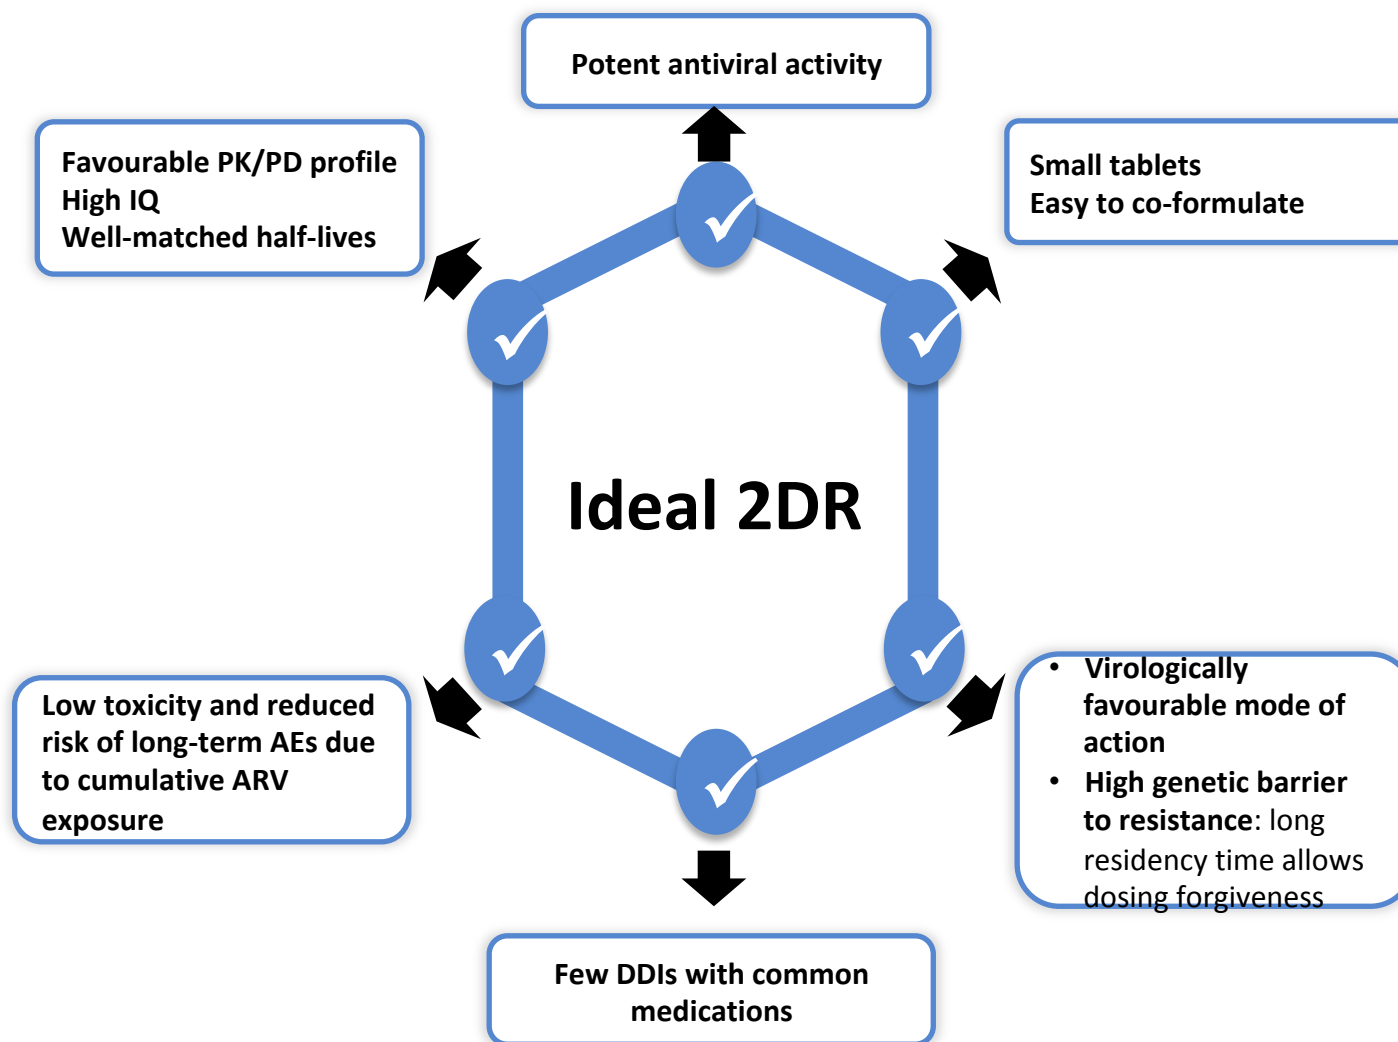 Potent antiviral activity
Favourable PK/PD profile
High IQ
Well-matched half-lives
Small tablets
Easy to co-formulate
Ideal 2DR
Low toxicity and reduced
risk of long-term AEs due
to cumulative ARV
exposure
• Virologically
favourable mode of
action
• High genetic barrier
to resistance: long
residency time allows
dosing forgiveness
Few DDIs with common
medications